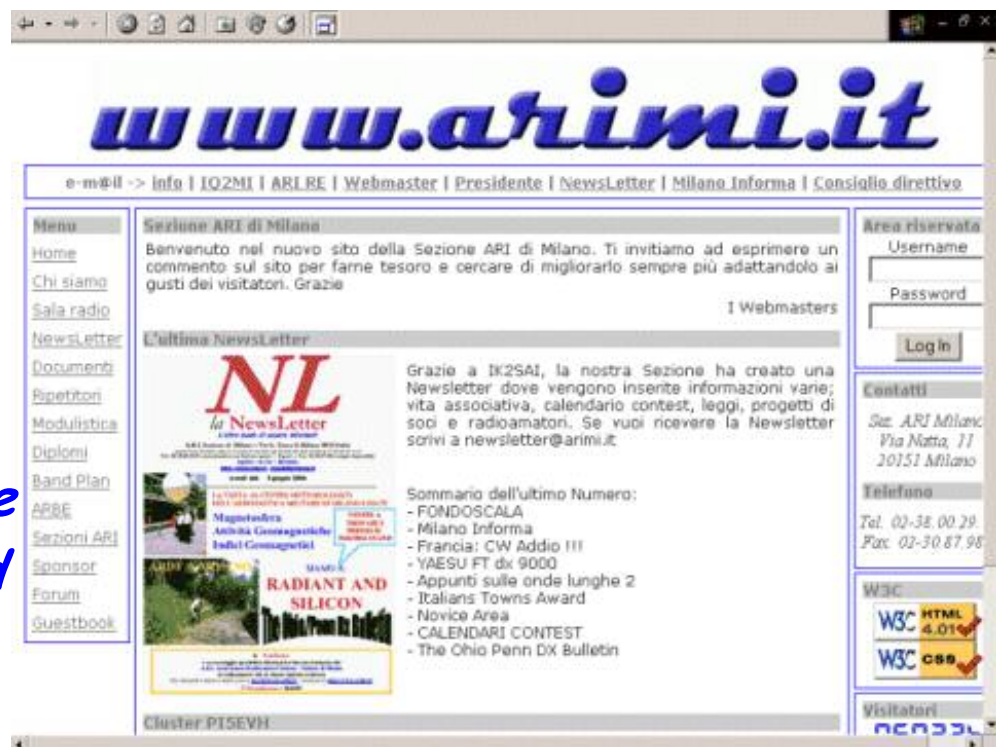 www.arimi.it
e-m@il -> info | IQ2MI | ARI RE | Webmaster | Presidente | NewsLetter | Milano Informa | Consiglio direttivo
Menu
Home
Chi siamo
Sala radio
NewsLetter
Documenti
Ripetitori
Modulistica
Diplomi
Band Plan
ARBE
Sezioni ARI
Sponsor
Forum
Guestbook
Sezione ARI di Milano
Benvenuto nel nuovo sito della Sezione ARI di Milano. Ti invitiamo ad esprimere un
commento sul sito per farne tesoro e cercare di migliorarlo sempre più adattandolo ai
gusti dei visitatori. Grazie
I Webmasters
L'ultima NewsLetter
NL
la NewsLetter
Magnetosfera
Attività Geomagnetiche
Indici Geomagnetici
RADIANT AND
SILICON
Grazie a IK2SAI, la nostra Sezione ha creato una
Newsletter dove vengono inserite informazioni varie;
vita associativa, calendario contest, leggi, progetti di
soci e radioamatori. Se vuoi ricevere la Newsletter
scrivi a newsletter@arimi.it
Sommario dell'ultimo Numero:
- FONDOSCALA
- Milano Informa
- Francia: CW Addio !!!
- YAESU FT dx 9000
- Appunti sulle onde lunghe 2
- Italians Towns Award
- Novice Area
- CALENDARI CONTEST
- The Ohio Penn DX Bulletin
Cluster PI5EVH
Area riservata
Username
Password
Log In
Contatti
Sez. ARI Milano
Via Natta, 11
20151 Milano
Telefono
Tel. 02-38.00.29.
Fax. 02-30.87.98
W3C
W3C HTML 4.01
W3C CSS
Visitatori
e